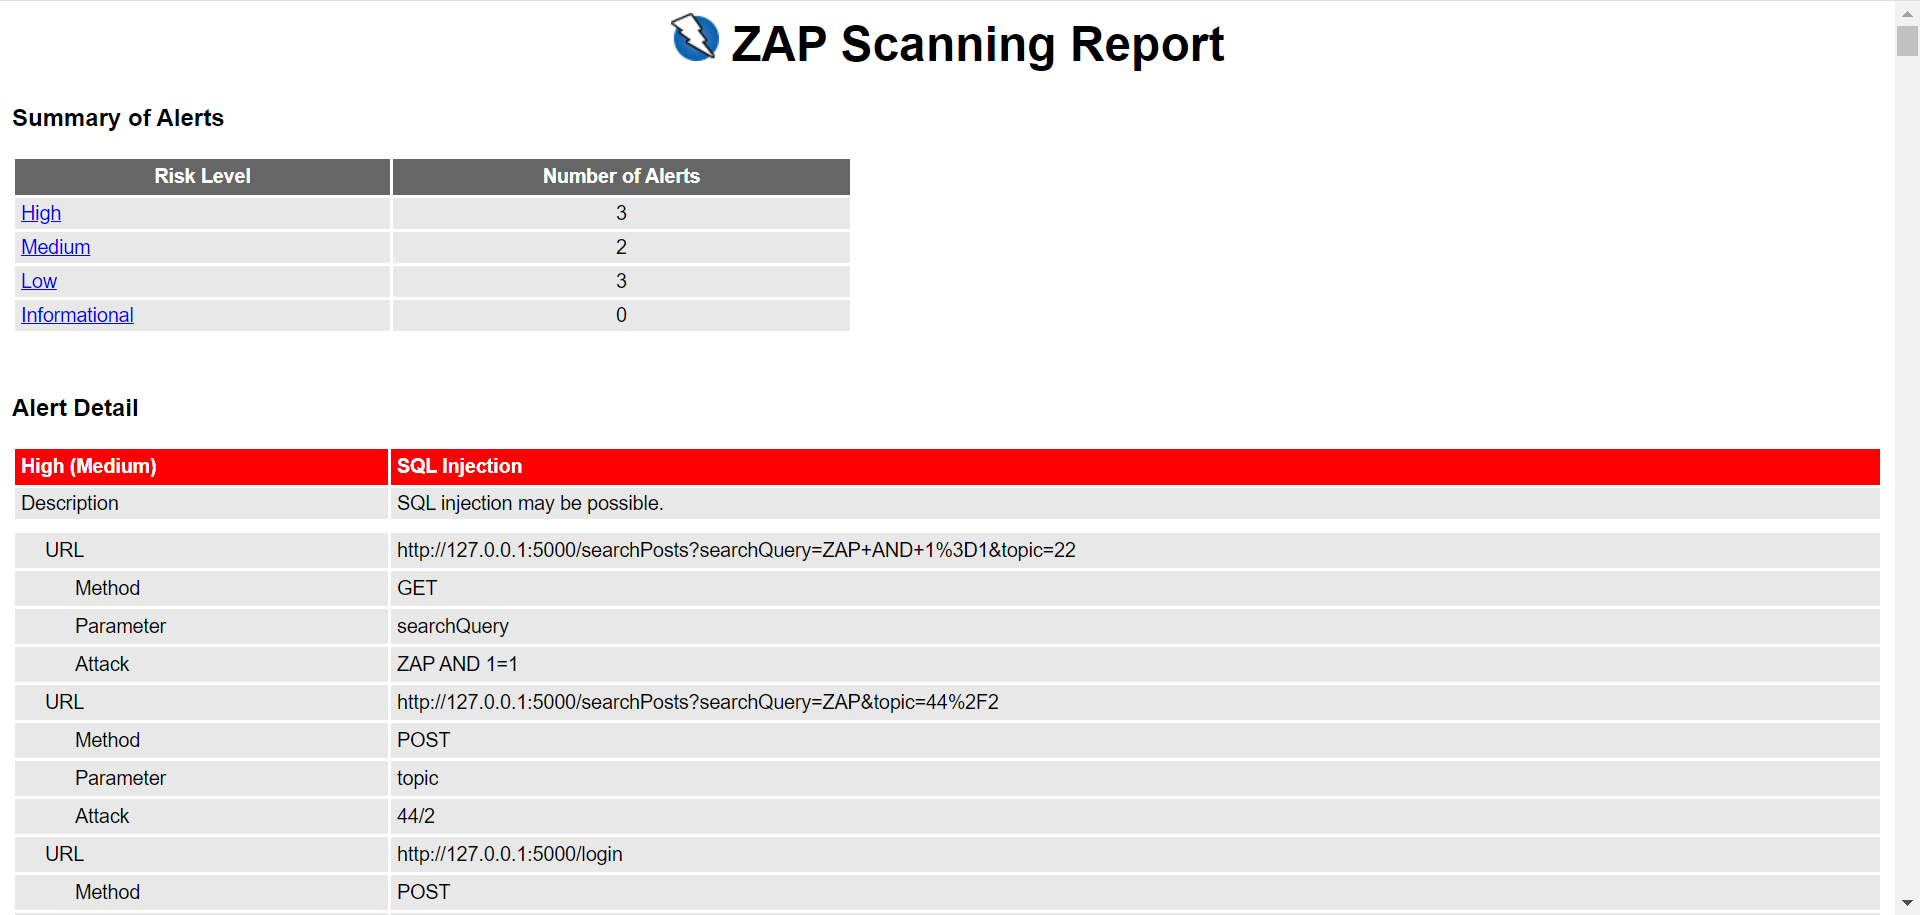 ZAP Scanning Report
Summary of Alerts
Risk Level Number of Alerts
High 3
Medium 2
Low 3
Informational 0
Alert Detail
High (Medium) SQL Injection
Description SQL injection may be possible.
URL http://127.0.0.1:5000/searchPosts?searchQuery=ZAP+AND+1%3D1&topic=22
Method GET
Parameter searchQuery
Attack ZAP AND 1=1
URL http://127.0.0.1:5000/searchPosts?searchQuery=ZAP&topic=44%2F2
Method POST
Parameter topic
Attack 44/2
URL http://127.0.0.1:5000/login
Method POST